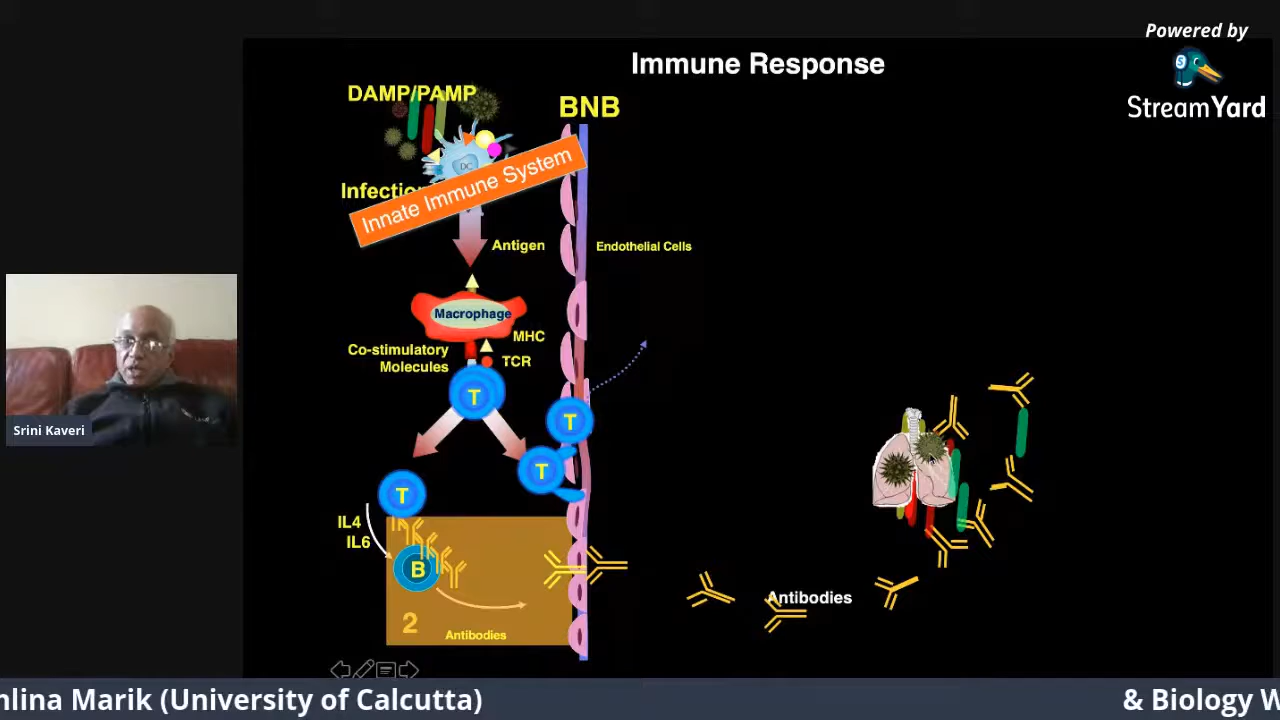 Powered by
StreamYard
Immune Response
DAMP/PAMP
BNB
DC
Innate Immune System
Antigen
Endothelial Cells
Macrophage
MHC
Co-stimulatory
Molecules
TCR
T
T
T
T
IL4
IL6
B
2
Antibodies
Antibodies
Srini Kaveri
Marik (University of Calcutta)
& Biology